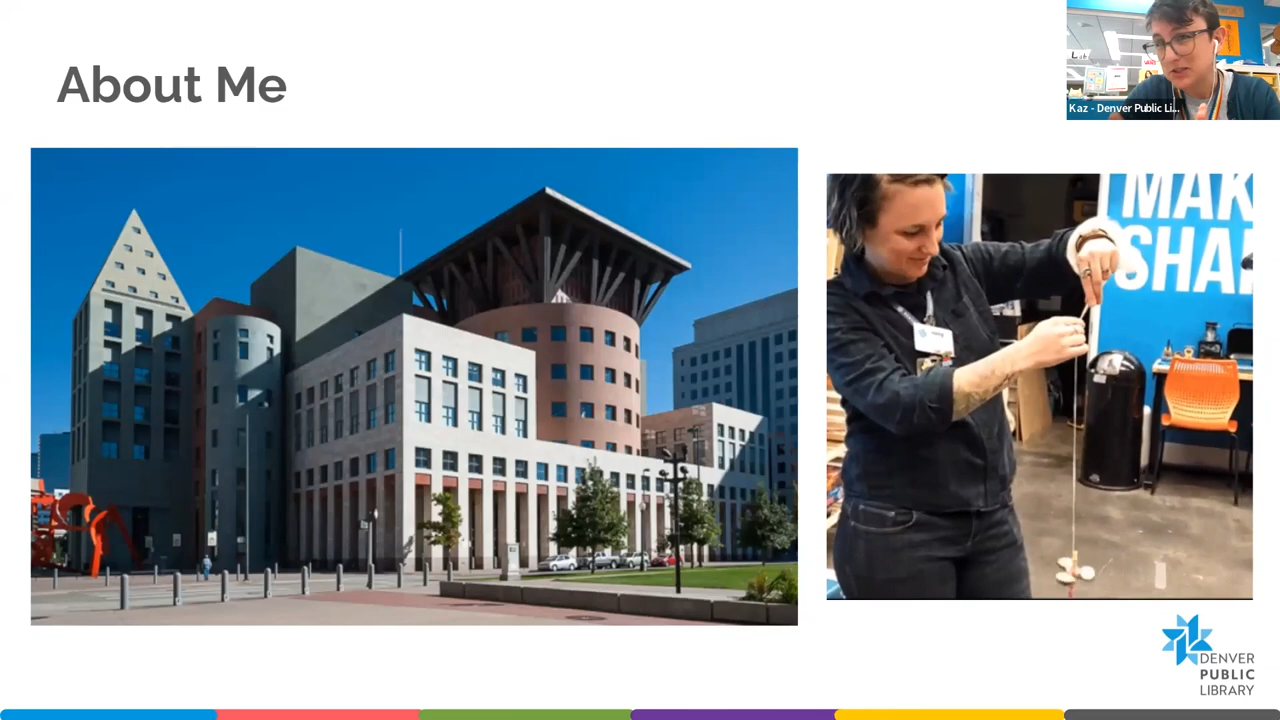 About Me
Kaz - Denver Public Li...
MAK
SHA
DENVER
PUBLIC
LIBRARY